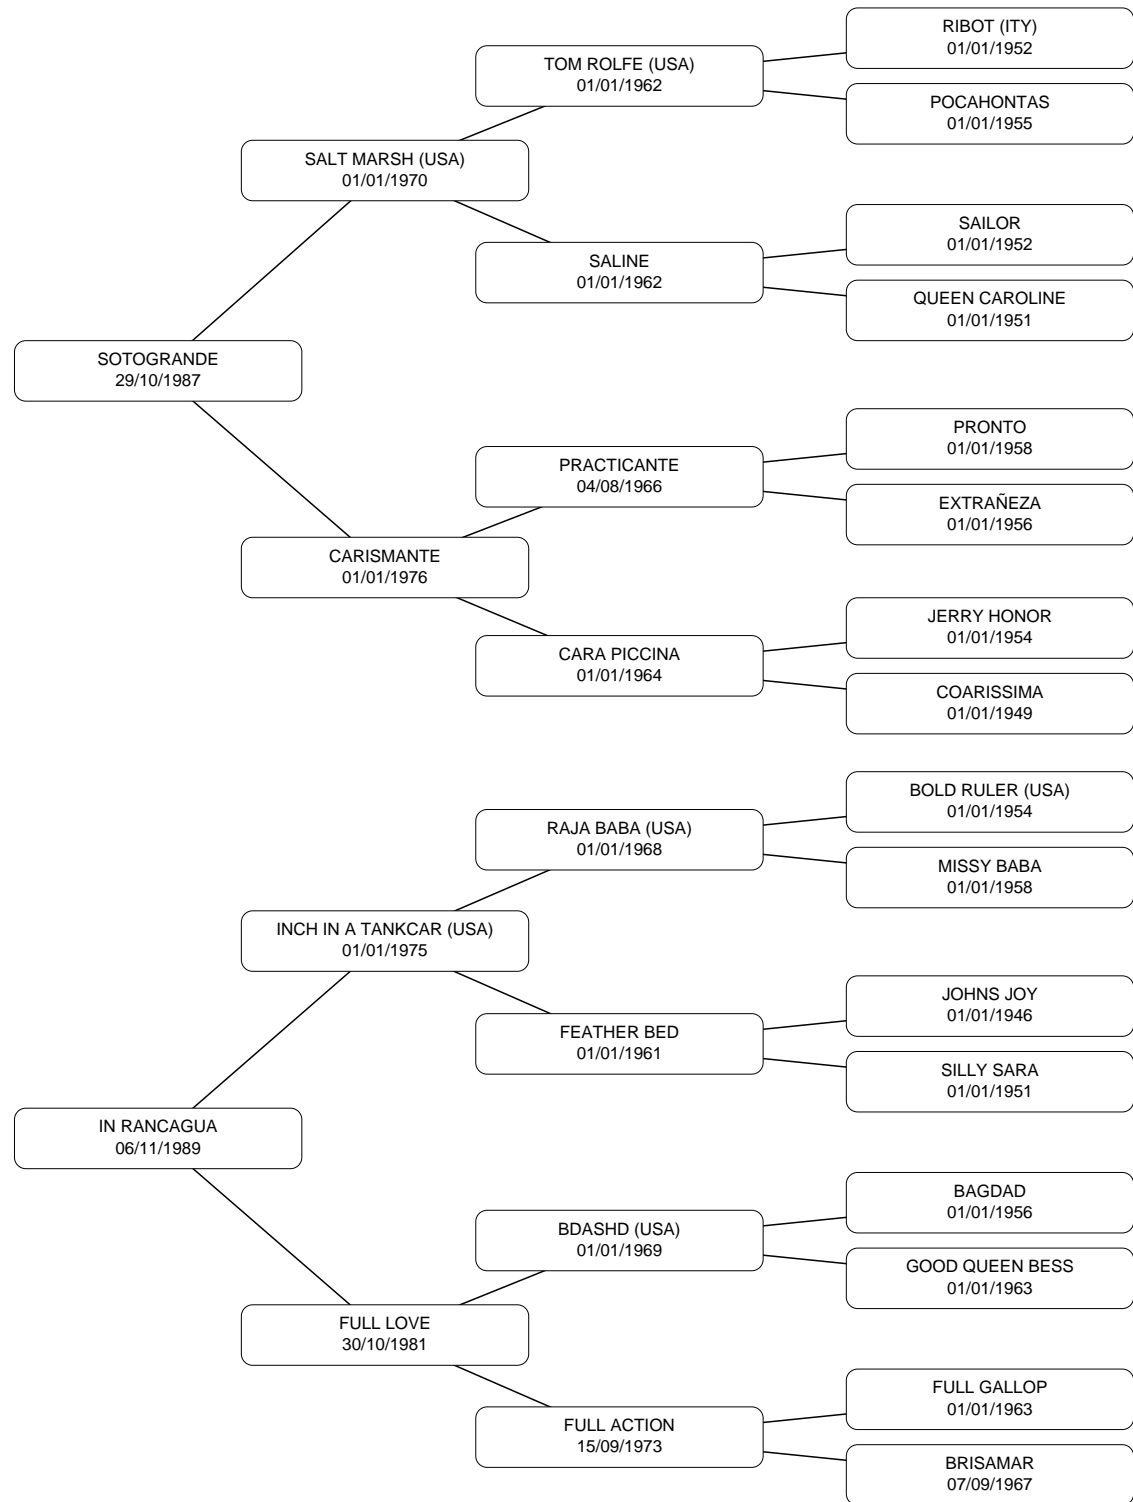 RIBOT (ITY)
01/01/1952
TOM ROLFE (USA)
01/01/1962
POCAHONTAS
01/01/1955
SALT MARSH (USA)
01/01/1970
SAILOR
01/01/1952
SALINE
01/01/1962
QUEEN CAROLINE
01/01/1951
SOTOGRANDE
29/10/1987
PRONTO
01/01/1958
PRACTICANTE
04/08/1966
EXTRAÑEZA
01/01/1956
CARISMANTE
01/01/1976
JERRY HONOR
01/01/1954
CARA PICCINA
01/01/1964
COARISSIMA
01/01/1949
BOLD RULER (USA)
01/01/1954
RAJA BABA (USA)
01/01/1968
MISSY BABA
01/01/1958
INCH IN A TANKCAR (USA)
01/01/1975
JOHNS JOY
01/01/1946
FEATHER BED
01/01/1961
SILLY SARA
01/01/1951
IN RANCAGUA
06/11/1989
BAGDAD
01/01/1956
BDASHD (USA)
01/01/1969
GOOD QUEEN BESS
01/01/1963
FULL LOVE
30/10/1981
FULL GALLOP
01/01/1963
FULL ACTION
15/09/1973
BRISAMAR
07/09/1967